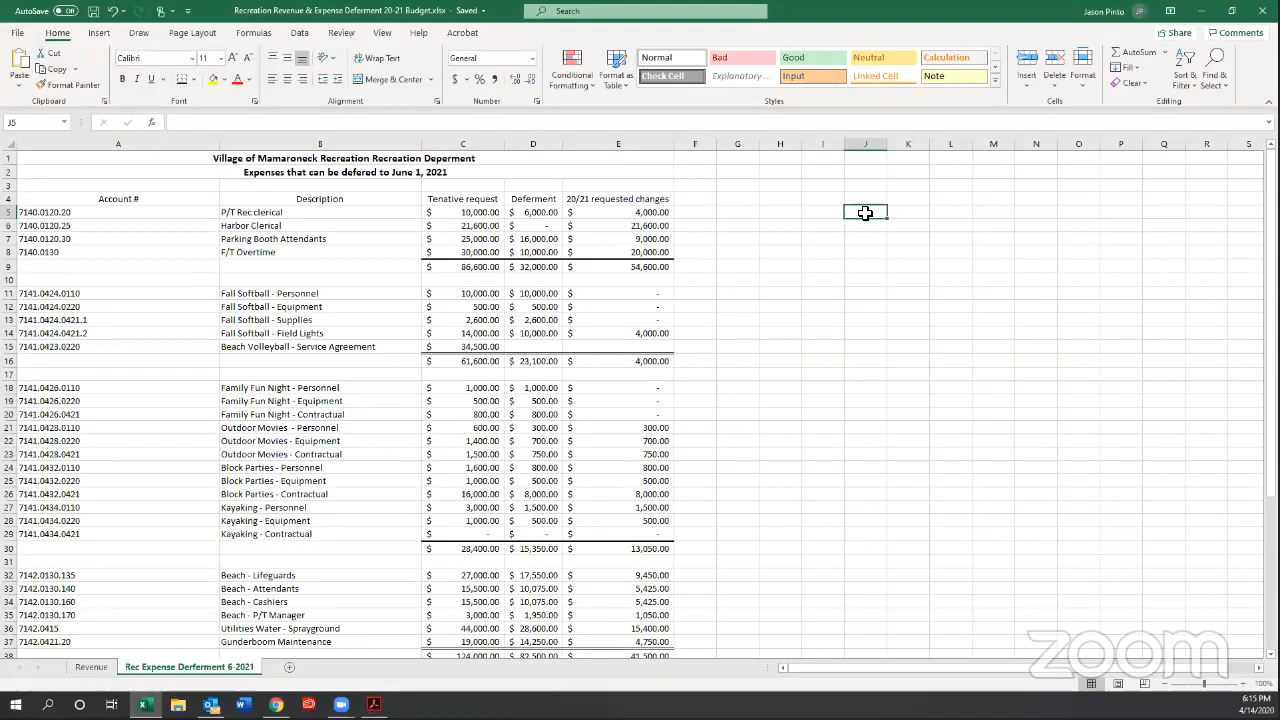 AutoSave Off Recreation Revenue & Expense Deferment 20-21 Budget.xlsx - Saved Search Jason Pinto JP
File Home Insert Draw Page Layout Formulas Data Review View Help Acrobat Share Comments
Paste Cut Copy Format Painter Clipboard
Calibri 11 B I U Font
Wrap Text Merge & Center Alignment
General $ % Number
Conditional Formatting Format as Table
Normal Bad Good Neutral Calculation
Check Cell Explanatory ... Input Linked Cell Note
Styles
Insert Delete Format Cells
AutoSum Fill Clear Sort & Filter Find & Select Editing
J5 fx
A B C D E F G H I J K L M N O P Q R S
1 Village of Mamaroneck Recreation Recreation Deperment
2 Expenses that can be defered to June 1, 2021
3
4 Account # Description Tenative request Deferment 20/21 requested changes
5 7140.0120.20 P/T Rec clerical $ 10,000.00 $ 6,000.00 $ 4,000.00
6 7140.0120.25 Harbor Clerical $ 21,600.00 $ - $ 21,600.00
7 7140.0120.30 Parking Booth Attendants $ 25,000.00 $ 16,000.00 $ 9,000.00
8 7140.0130 F/T Overtime $ 30,000.00 $ 10,000.00 $ 20,000.00
9 $ 86,600.00 $ 32,000.00 $ 54,600.00
10
11 7141.0424.0110 Fall Softball - Personnel $ 10,000.00 $ 10,000.00 $ -
12 7141.0424.0220 Fall Softball - Equipment $ 500.00 $ 500.00 $ -
13 7141.0424.0421.1 Fall Softball - Supplies $ 2,600.00 $ 2,600.00 $ -
14 7141.0424.0421.2 Fall Softball - Field Lights $ 14,000.00 $ 10,000.00 $ 4,000.00
15 7141.0423.0220 Beach Volleyball - Service Agreement $ 34,500.00
16 $ 61,600.00 $ 23,100.00 $ 4,000.00
17
18 7141.0426.0110 Family Fun Night - Personnel $ 1,000.00 $ 1,000.00 $ -
19 7141.0426.0220 Family Fun Night - Equipment $ 500.00 $ 500.00 $ -
20 7141.0426.0421 Family Fun Night - Contractual $ 800.00 $ 800.00 $ -
21 7141.0428.0110 Outdoor Movies - Personnel $ 600.00 $ 300.00 $ 300.00
22 7141.0428.0220 Outdoor Movies - Equipment $ 1,400.00 $ 700.00 $ 700.00
23 7141.0428.0421 Outdoor Movies - Contractual $ 1,500.00 $ 750.00 $ 750.00
24 7141.0432.0110 Block Parties - Personnel $ 1,600.00 $ 800.00 $ 800.00
25 7141.0432.0220 Block Parties - Equipment $ 1,000.00 $ 500.00 $ 500.00
26 7141.0432.0421 Block Parties - Contractual $ 16,000.00 $ 8,000.00 $ 8,000.00
27 7141.0434.0110 Kayaking - Personnel $ 3,000.00 $ 1,500.00 $ 1,500.00
28 7141.0434.0220 Kayaking - Equipment $ 1,000.00 $ 500.00 $ 500.00
29 7141.0434.0421 Kayaking - Contractual $ - $ - $ -
30 $ 28,400.00 $ 15,350.00 $ 13,050.00
31
32 7142.0130.135 Beach - Lifeguards $ 27,000.00 $ 17,550.00 $ 9,450.00
33 7142.0130.140 Beach - Attendants $ 15,500.00 $ 10,075.00 $ 5,425.00
34 7142.0130.160 Beach - Cashiers $ 15,500.00 $ 10,075.00 $ 5,425.00
35 7142.0130.170 Beach - P/T Manager $ 3,000.00 $ 1,950.00 $ 1,050.00
36 7142.0415 Utilities Water - Sprayground $ 44,000.00 $ 28,600.00 $ 15,400.00
37 7142.0421.20 Gunderboom Maintenance $ 19,000.00 $ 14,250.00 $ 4,750.00
38 $ 124,000.00 $ 82,500.00 $ 41,500.00
zoom
Revenue Rec Expense Derferment 6-2021
100%
6:15 PM
4/14/2020